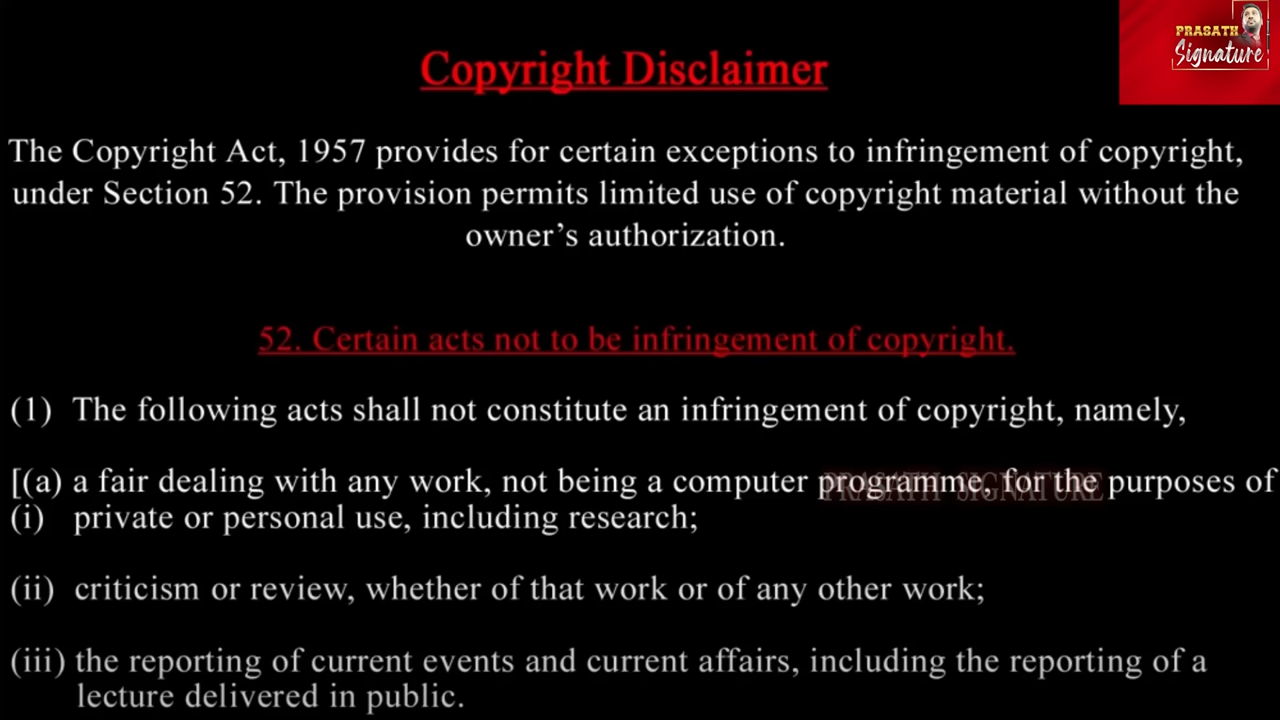 PRASATH
Signature
Copyright Disclaimer
The Copyright Act, 1957 provides for certain exceptions to infringement of copyright,
under Section 52. The provision permits limited use of copyright material without the
owner’s authorization.
52. Certain acts not to be infringement of copyright.
(1) The following acts shall not constitute an infringement of copyright, namely,
[(a) a fair dealing with any work, not being a computer programme, for the purposes of
PRASATH SIGNATURE
(i) private or personal use, including research;
(ii) criticism or review, whether of that work or of any other work;
(iii) the reporting of current events and current affairs, including the reporting of a
lecture delivered in public.